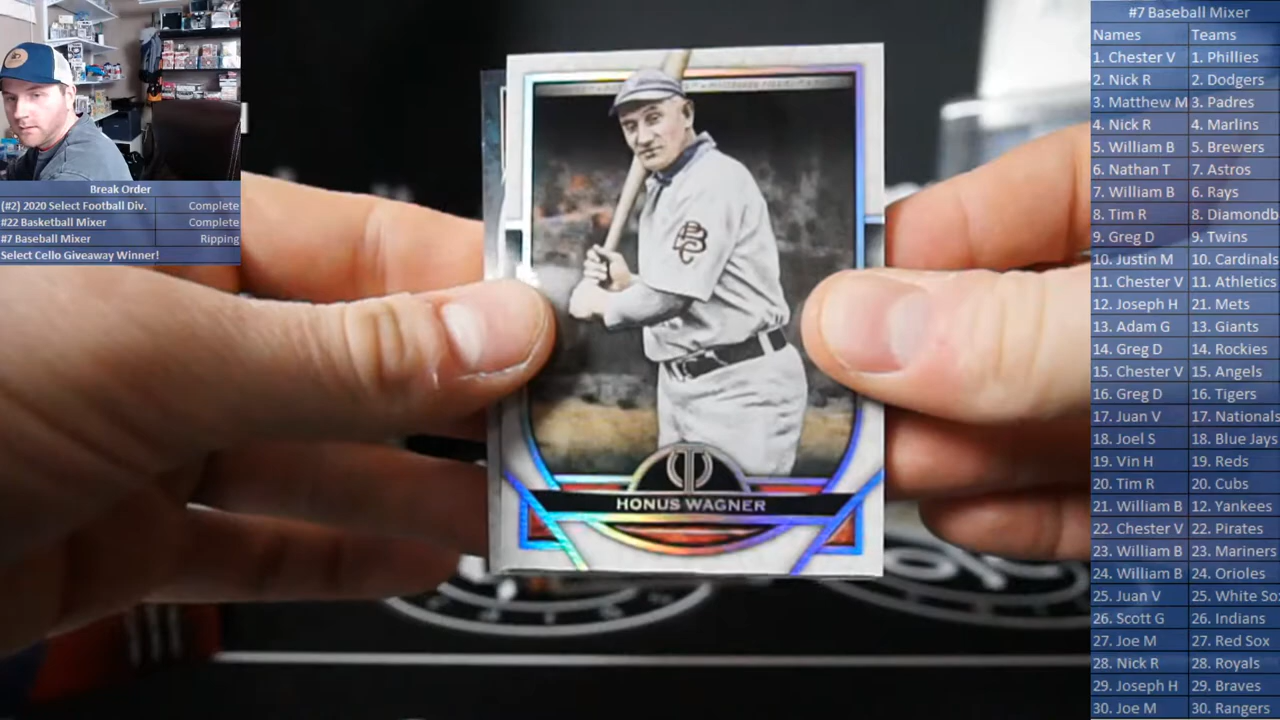 Break Order
(#2) 2020 Select Football Div. Complete
#22 Basketball Mixer Complete
#7 Baseball Mixer Ripping
Select Cello Giveaway Winner!
PBC
HONUS WAGNER
#7 Baseball Mixer
Names Teams
1. Chester V 1. Phillies
2. Nick R 2. Dodgers
3. Matthew M 3. Padres
4. Nick R 4. Marlins
5. William B 5. Brewers
6. Nathan T 7. Astros
7. William B 6. Rays
8. Tim R 8. Diamondb
9. Greg D 9. Twins
10. Justin M 10. Cardinals
11. Chester V 11. Athletics
12. Joseph H 21. Mets
13. Adam G 13. Giants
14. Greg D 14. Rockies
15. Chester V 15. Angels
16. Greg D 16. Tigers
17. Juan V 17. Nationals
18. Joel S 18. Blue Jays
19. Vin H 19. Reds
20. Tim R 20. Cubs
21. William B 12. Yankees
22. Chester V 22. Pirates
23. William B 23. Mariners
24. William B 24. Orioles
25. Juan V 25. White Sox
26. Scott G 26. Indians
27. Joe M 27. Red Sox
28. Nick R 28. Royals
29. Joseph H 29. Braves
30. Joe M 30. Rangers